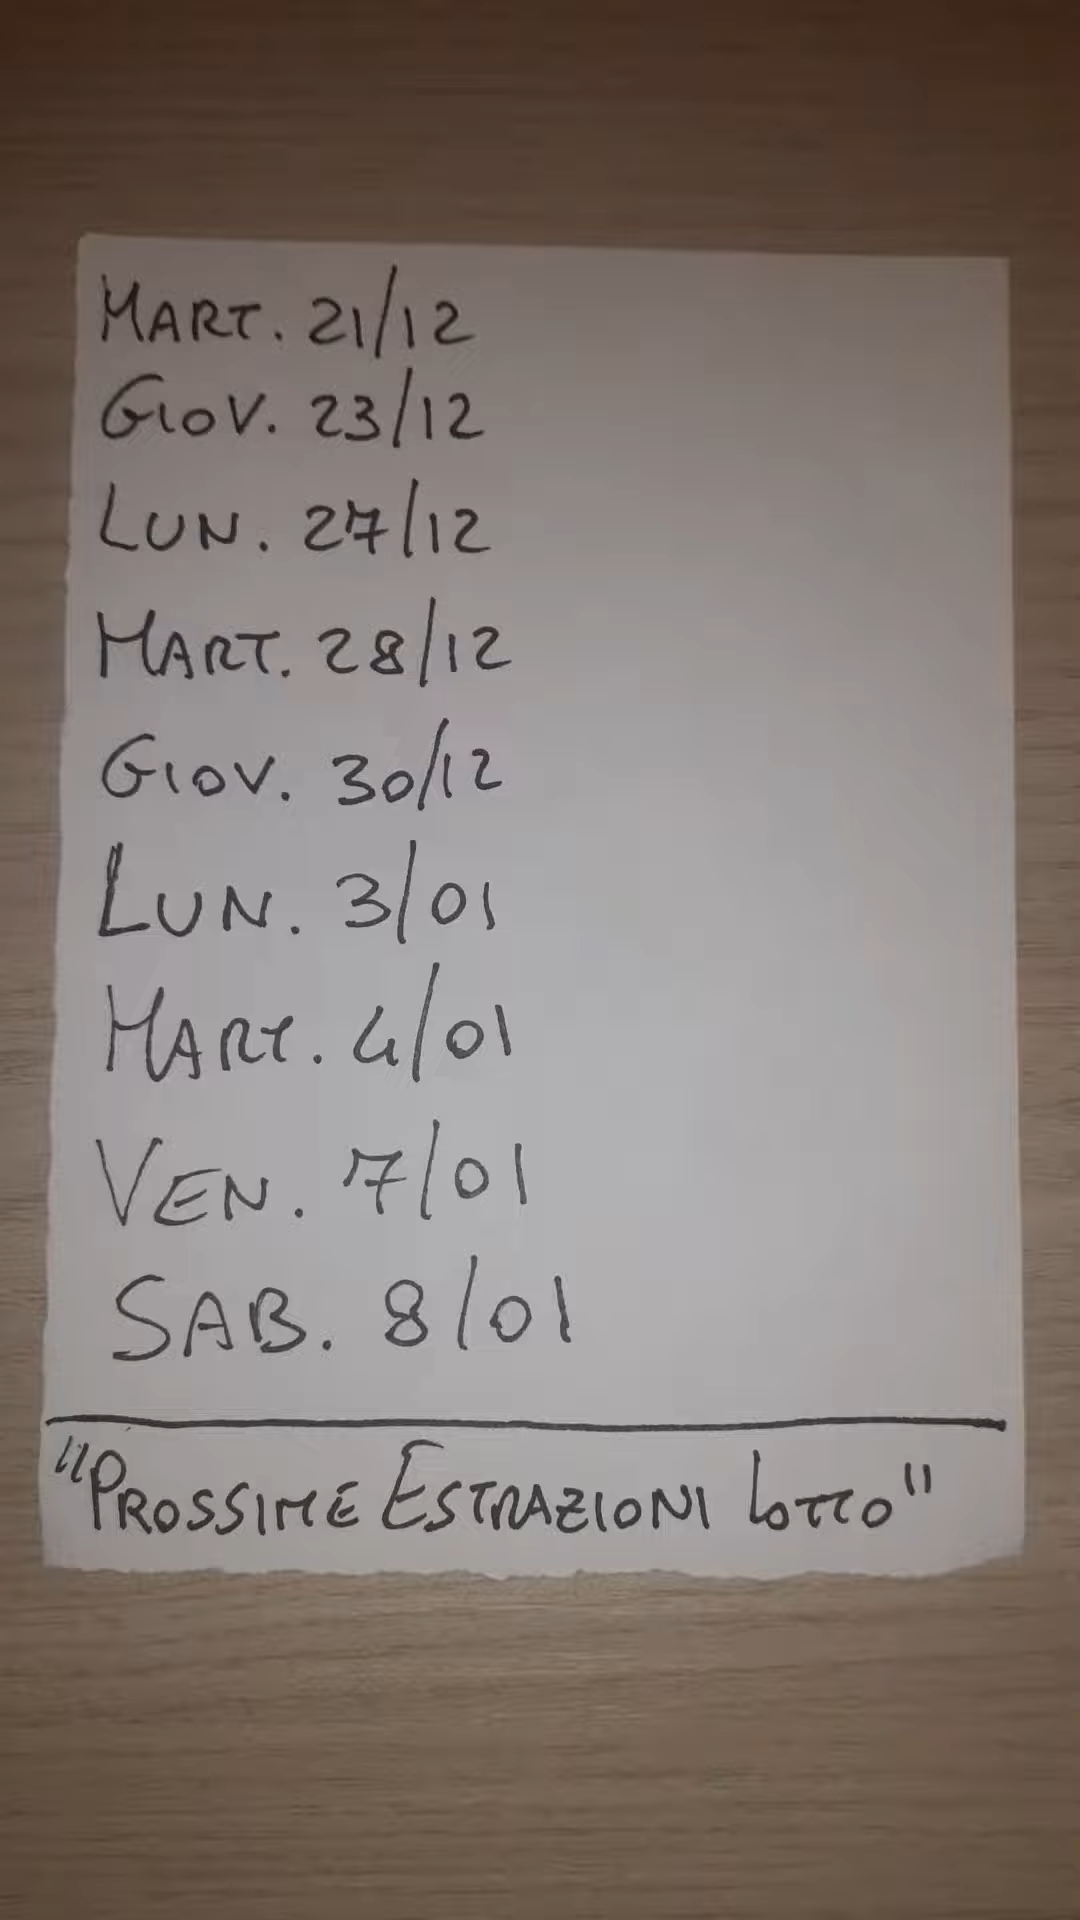 MART. 21/12
GIOV. 23/12
LUN. 27/12
MART. 28/12
GIOV. 30/12
LUN. 3/01
MART. 4/01
VEN. 7/01
SAB. 8/01
"PROSSIME ESTRAZIONI LOTTO"